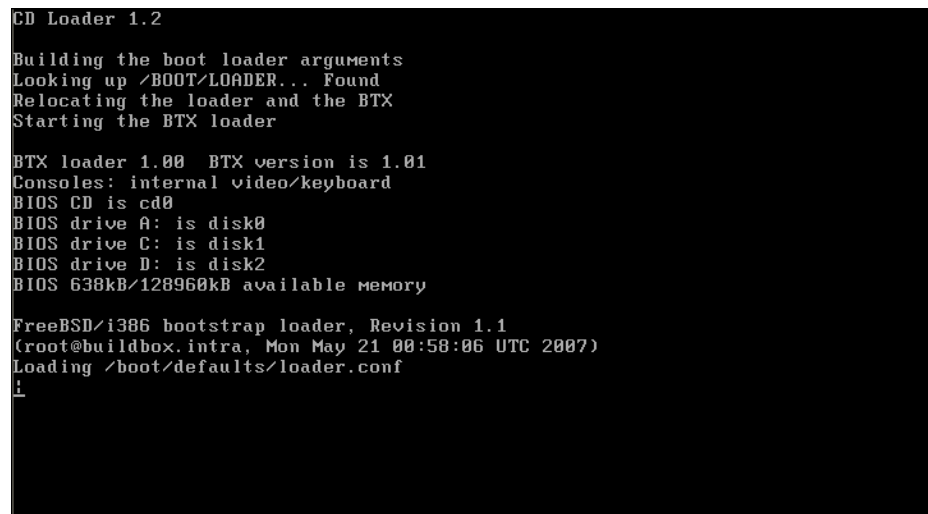 CD Loader 1.2
Building the boot loader arguments
Looking up /BOOT/LOADER... Found
Relocating the loader and the BTX
Starting the BTX loader
BTX loader 1.00  BTX version is 1.01
Consoles: internal video/keyboard
BIOS CD is cd0
BIOS drive A: is disk0
BIOS drive C: is disk1
BIOS drive D: is disk2
BIOS 638kB/128960kB available memory
FreeBSD/i386 bootstrap loader, Revision 1.1
(root@buildbox.intra, Mon May 21 00:58:06 UTC 2007)
Loading /boot/defaults/loader.conf
|